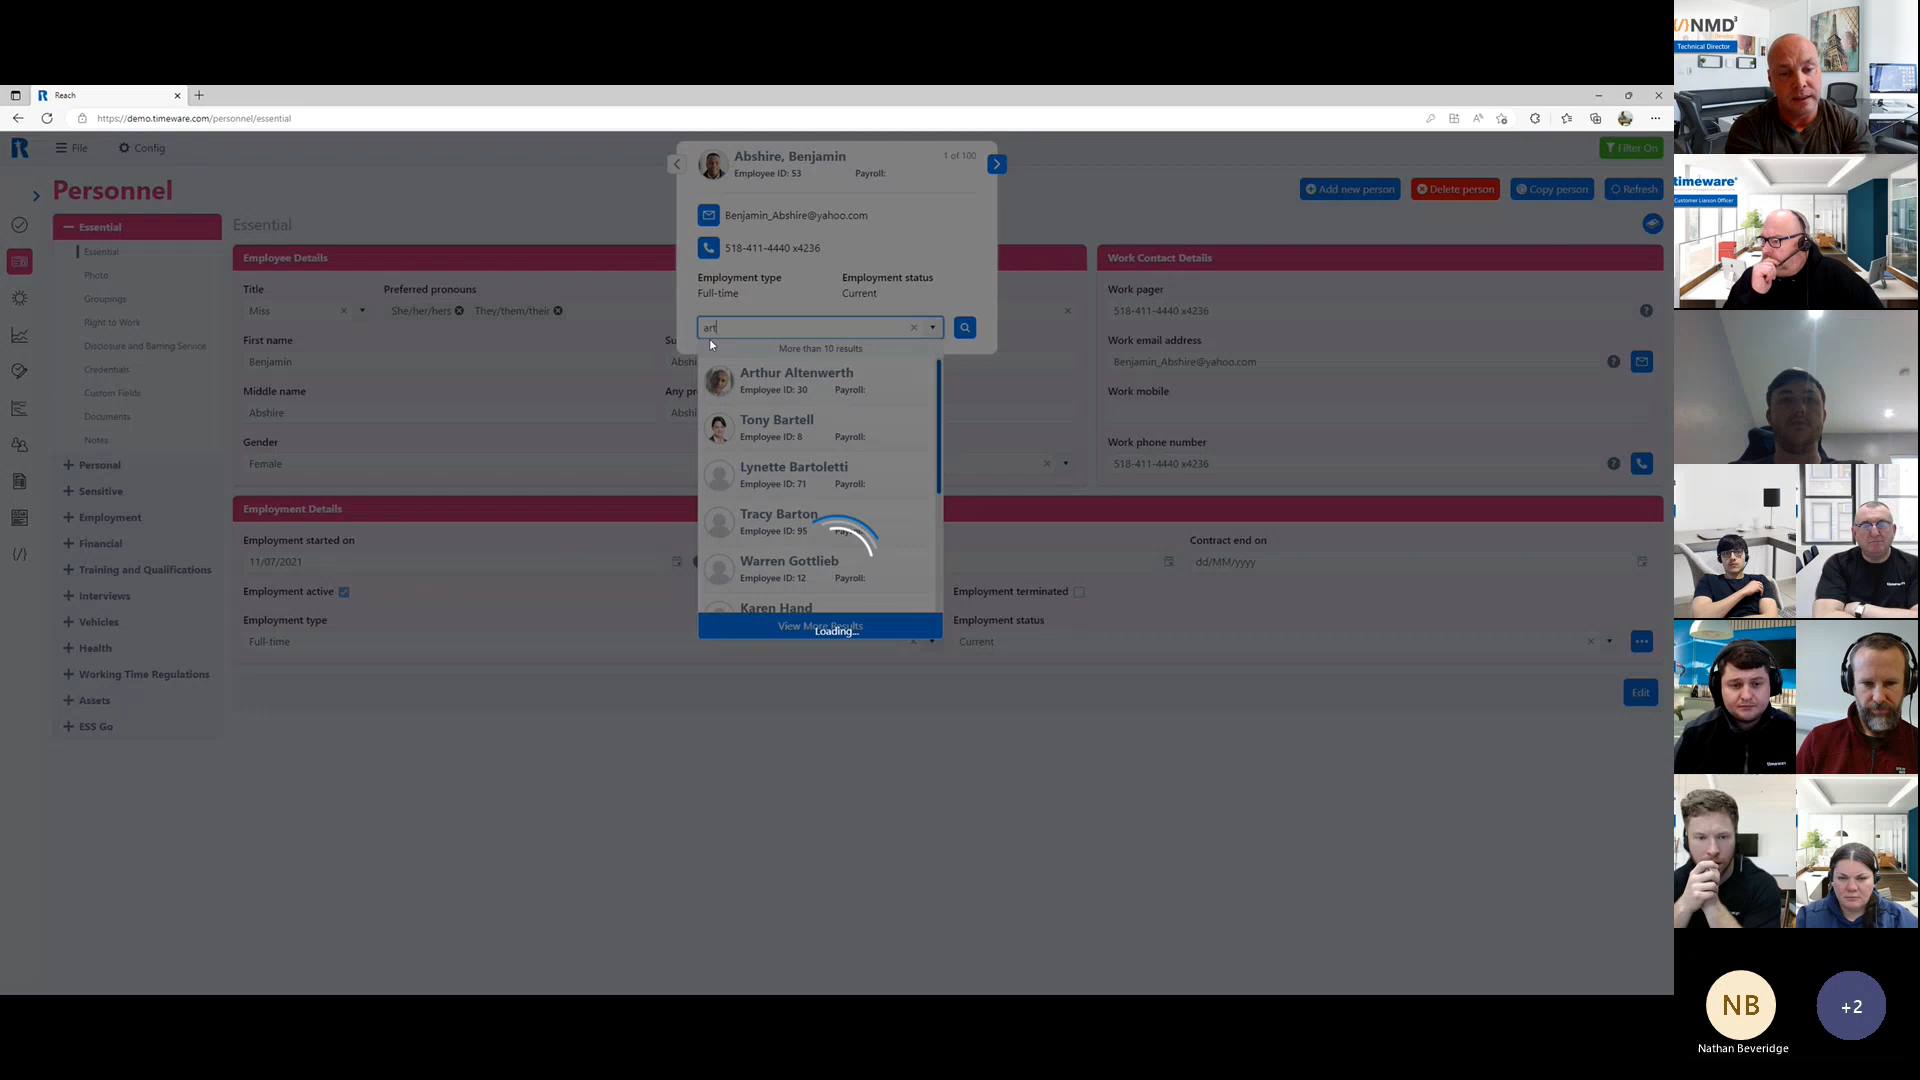 Reach
https://demo.timeware.com/personnel/essential
File
Config
Filter On
Personnel
Add new person
Delete person
Copy person
Refresh
Abshire, Benjamin
1 of 100
Employee ID: 53
Payroll:
Benjamin_Abshire@yahoo.com
518-411-4440 x4236
Employment type
Employment status
Full-time
Current
art
More than 10 results
Arthur Altenwerth
Employee ID: 30
Payroll:
Tony Bartell
Employee ID: 8
Payroll:
Lynette Bartoletti
Employee ID: 71
Payroll:
Tracy Barton
Employee ID: 95
Warren Gottlieb
Employee ID: 12
Payroll:
Karen Hand
View More Results
Loading...
Essential
Essential
Photo
Groupings
Right to Work
Disclosure and Barring Service
Credentials
Custom Fields
Documents
Notes
Personal
Sensitive
Employment
Financial
Training and Qualifications
Interviews
Vehicles
Health
Working Time Regulations
Assets
ESS Go
Essential
Employee Details
Title
Preferred pronouns
Miss
She/her/hers
They/them/their
First name
Benjamin
Abshi
Middle name
Any pr
Abshire
Abshi
Gender
Female
Work Contact Details
Work pager
518-411-4440 x4236
Work email address
Benjamin_Abshire@yahoo.com
Work mobile
Work phone number
518-411-4440 x4236
Employment Details
Employment started on
Contract end on
11/07/2021
dd/MM/yyyy
Employment active
Employment terminated
Employment type
Employment status
Full-time
Current
Edit
NMD³
Technical Director
timeware®
Customer Liaison Officer
NB
+2
Nathan Beveridge